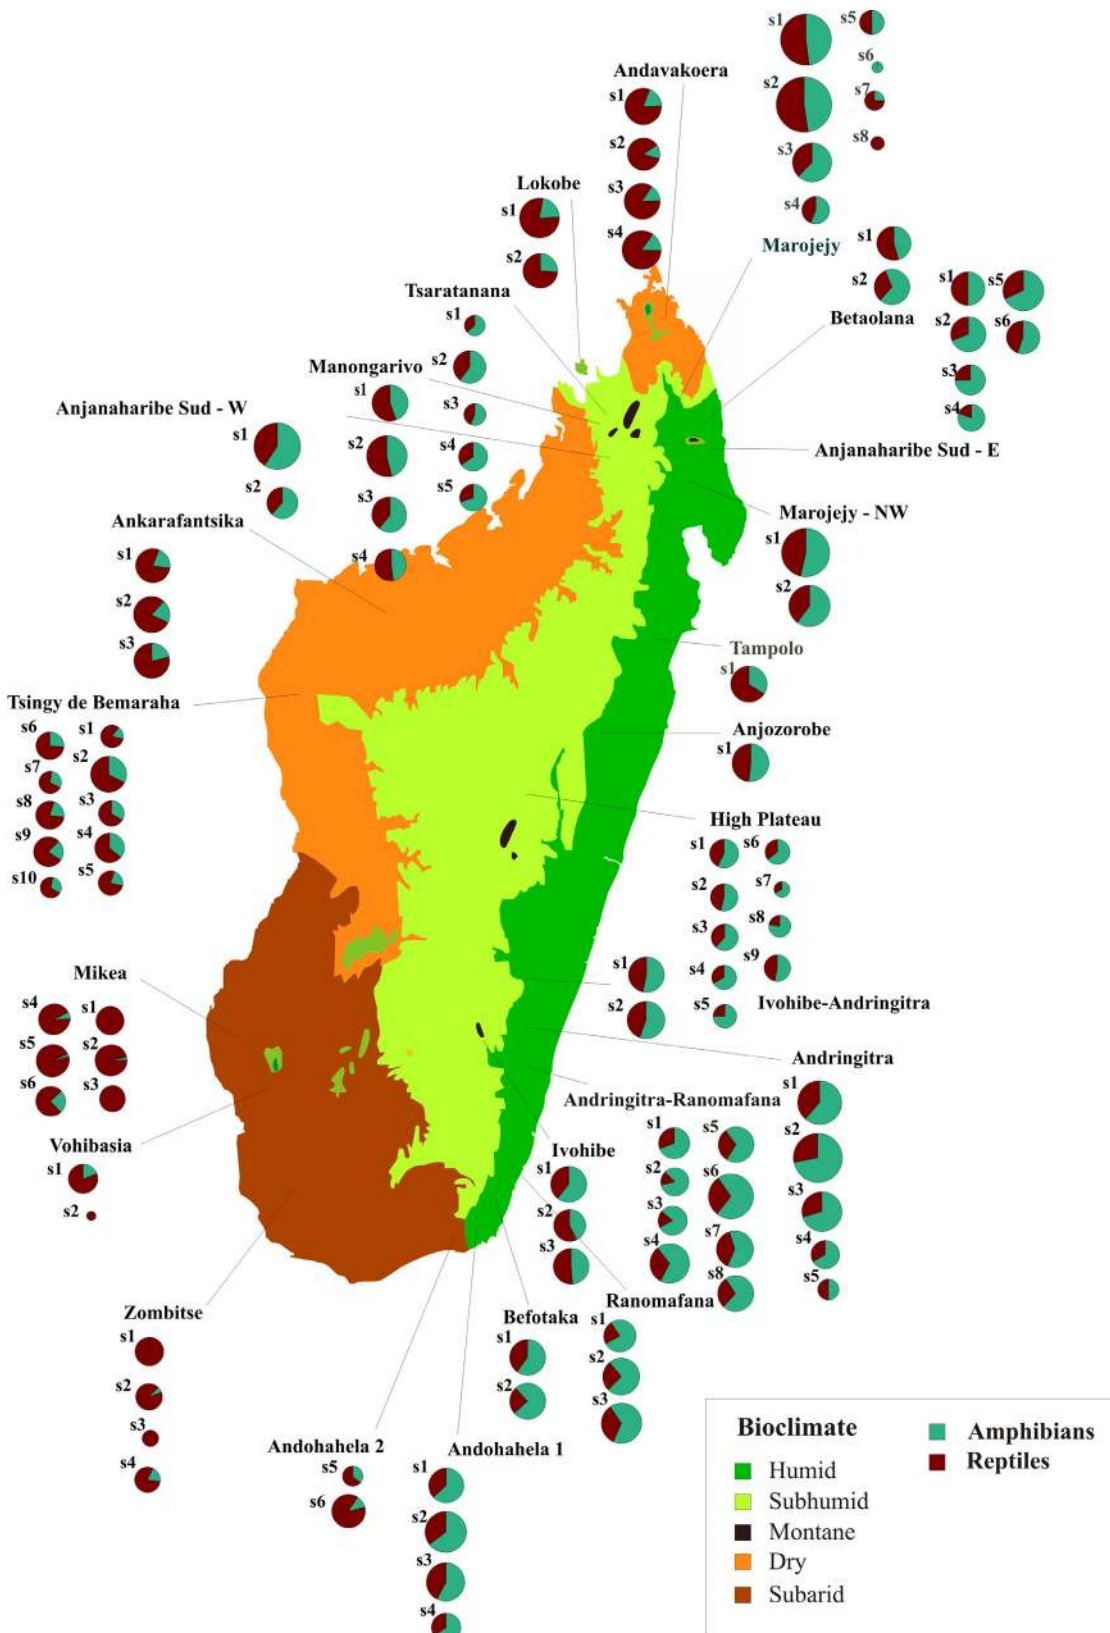 s1
s5
s6
s2
s7
s8
s3
s4
Marojejy
Andavakoera
s1
s2
s3
s4
Lokobe
s1
s2
s1
s2
Betaolana
s1
s5
s2
s6
s3
s4
Anjanaharibe Sud - E
Tsaratanana
s1
s2
s3
s4
s5
Manongarivo
s1
s2
s3
s4
Anjanaharibe Sud - W
s1
s2
Marojejy - NW
s1
s2
Ankarafantsika
s1
s2
s3
Tampolo
s1
Tsingy de Bemaraha
s6
s1
s7
s2
s8
s3
s9
s4
s10
s5
Anjozorobe
s1
High Plateau
s1
s6
s2
s7
s3
s8
s4
s9
s5
s1
s2
Ivohibe-Andringitra
Mikea
s4
s1
s5
s2
s6
s3
Andringitra
s1
s2
s3
s4
s5
Andringitra-Ranomafana
s1
s5
s2
s6
s3
s7
s4
s8
Vohibasia
s1
s2
Ivohibe
s1
s2
s3
Zombitse
s1
s2
s3
s4
Befotaka
s1
s2
Ranomafana
s1
s2
s3
Andohahela 2
s5
s6
Andohahela 1
s1
s2
s3
s4
Bioclimate
Humid
Subhumid
Montane
Dry
Subarid
Amphibians
Reptiles